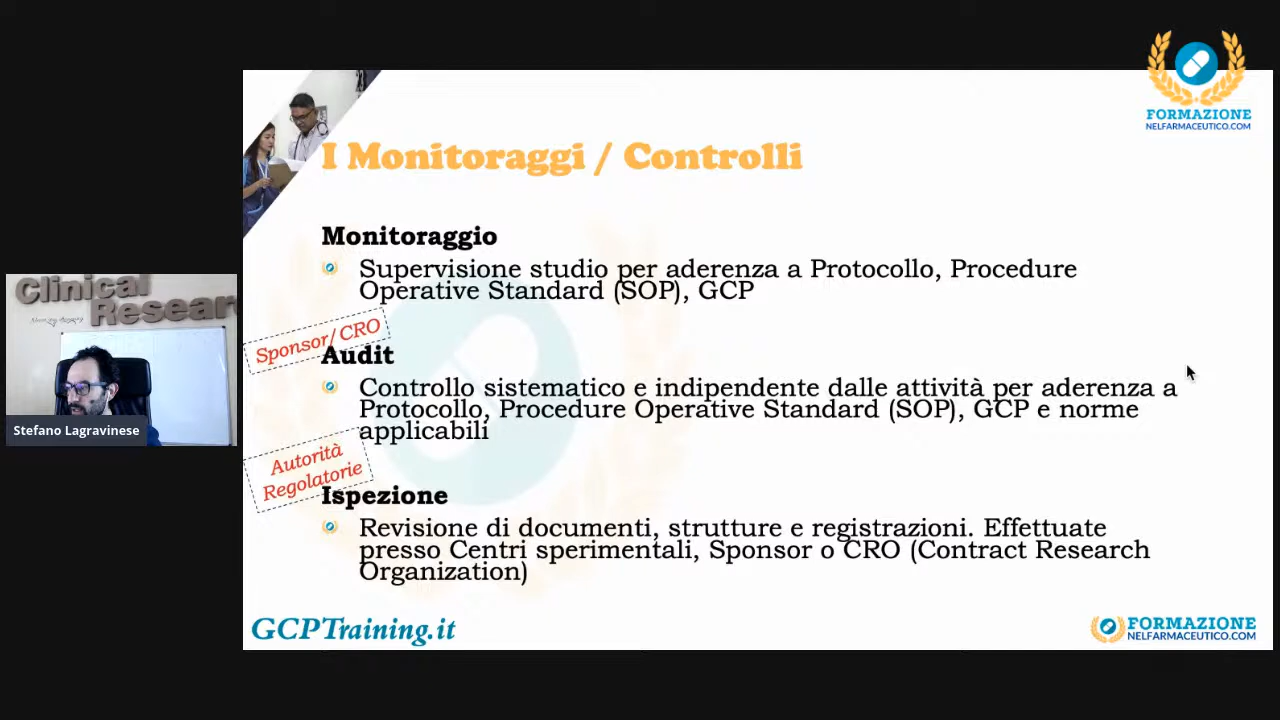 FORMAZIONE
NELFARMACEUTICO.COM
I Monitoraggi / Controlli
Monitoraggio
Supervisione studio per aderenza a Protocollo, Procedure
Operative Standard (SOP), GCP
Sponsor/CRO
Audit
Controllo sistematico e indipendente dalle attività per aderenza a
Protocollo, Procedure Operative Standard (SOP), GCP e norme
applicabili
Autorità
Regolatorie
Ispezione
Revisione di documenti, strutture e registrazioni. Effettuate
presso Centri sperimentali, Sponsor o CRO (Contract Research
Organization)
GCPTraining.it
FORMAZIONE
NELFARMACEUTICO.COM
Clinical
Resear
Stefano Lagravinese